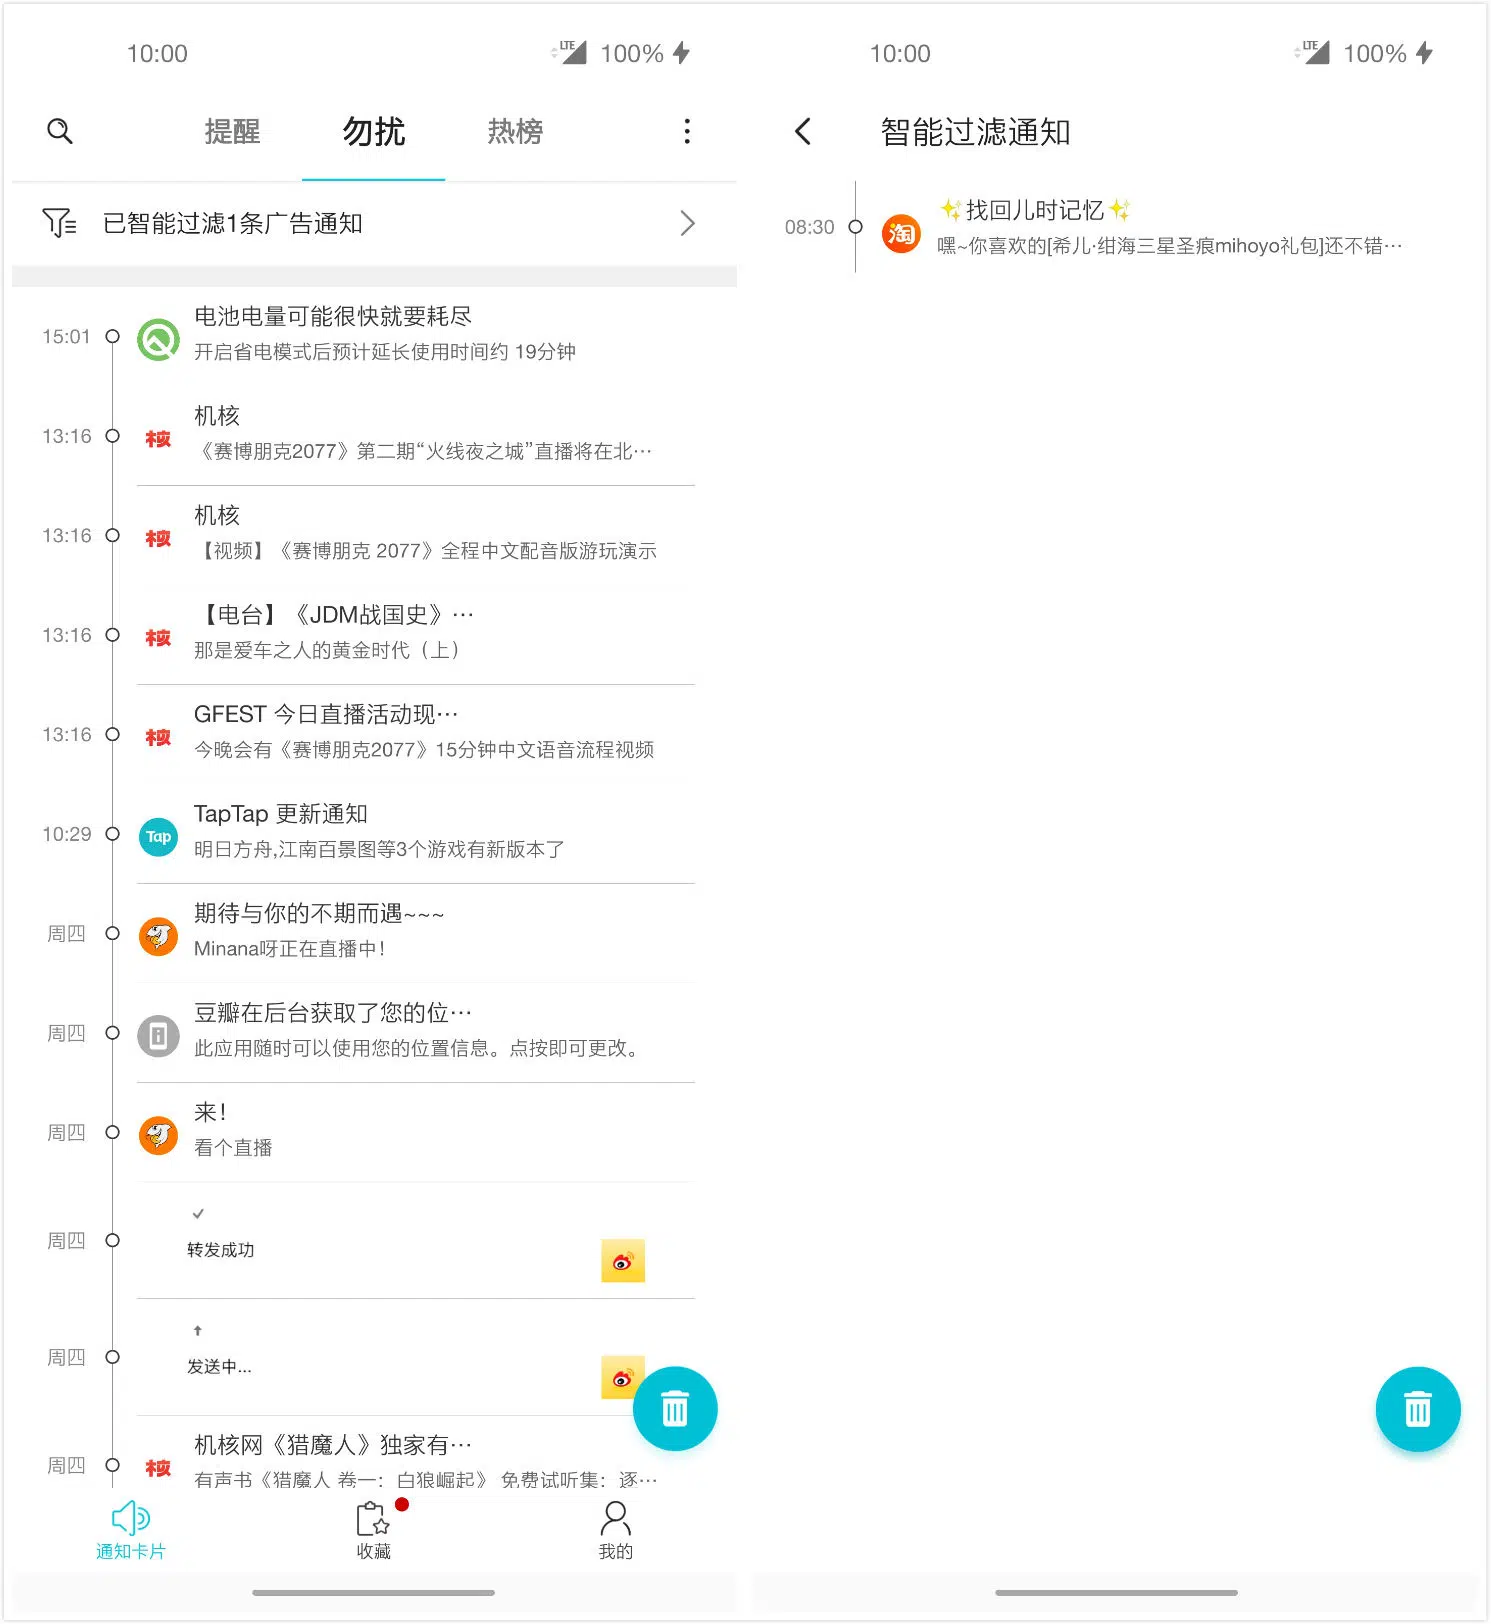 10:00
LTE 100%
提醒
勿扰
热榜
已智能过滤1条广告通知
15:01
电池电量可能很快就要耗尽
开启省电模式后预计延长使用时间约 19分钟
13:16
核
机核
《赛博朋克2077》第二期“火线夜之城”直播将在北…
13:16
核
机核
【视频】《赛博朋克 2077》全程中文配音版游玩演示
13:16
核
【电台】《JDM战国史》…
那是爱车之人的黄金时代（上）
13:16
核
GFEST 今日直播活动现…
今晚会有《赛博朋克2077》15分钟中文语音流程视频
10:29
Tap
TapTap 更新通知
明日方舟,江南百景图等3个游戏有新版本了
周四
期待与你的不期而遇~~~
Minana呀正在直播中！
周四
豆瓣在后台获取了您的位…
此应用随时可以使用您的位置信息。点按即可更改。
周四
来！
看个直播
周四
转发成功
周四
发送中...
周四
核
机核网《猎魔人》独家有…
有声书《猎魔人 卷一：白狼崛起》 免费试听集：逐…
通知卡片
收藏
我的
10:00
LTE 100%
智能过滤通知
08:30
淘
✨找回儿时记忆✨
嘿~你喜欢的[希儿·绀海三星圣痕mihoyo礼包]还不错…